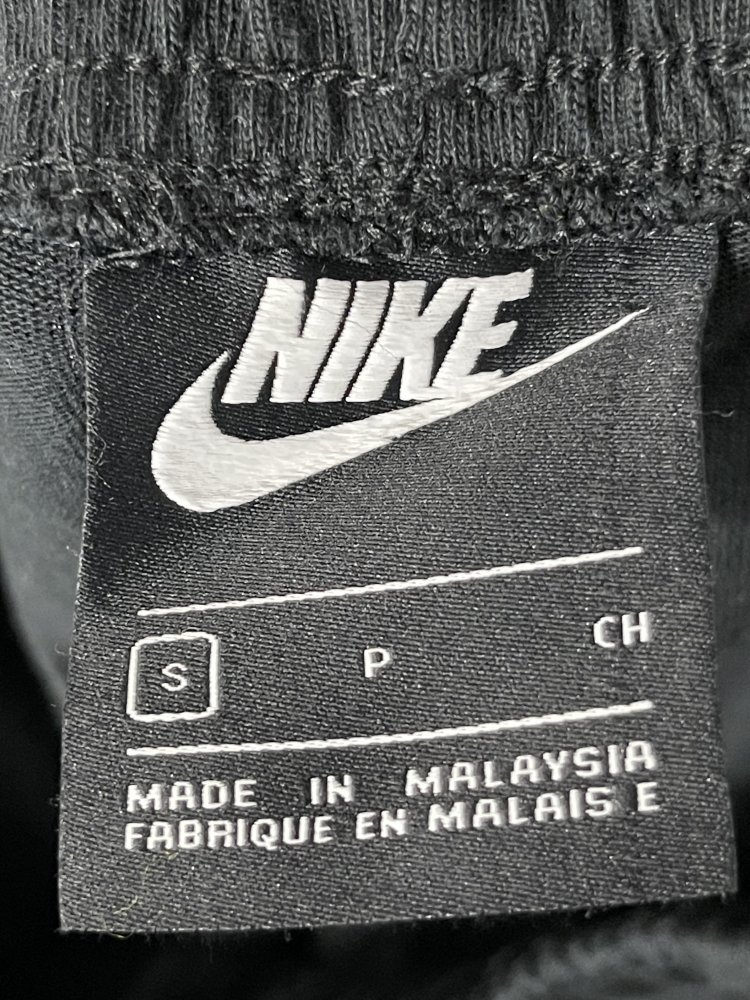 NIKE
S P CH
MADE IN MALAYSIA
FABRIQUE EN MALAIS E